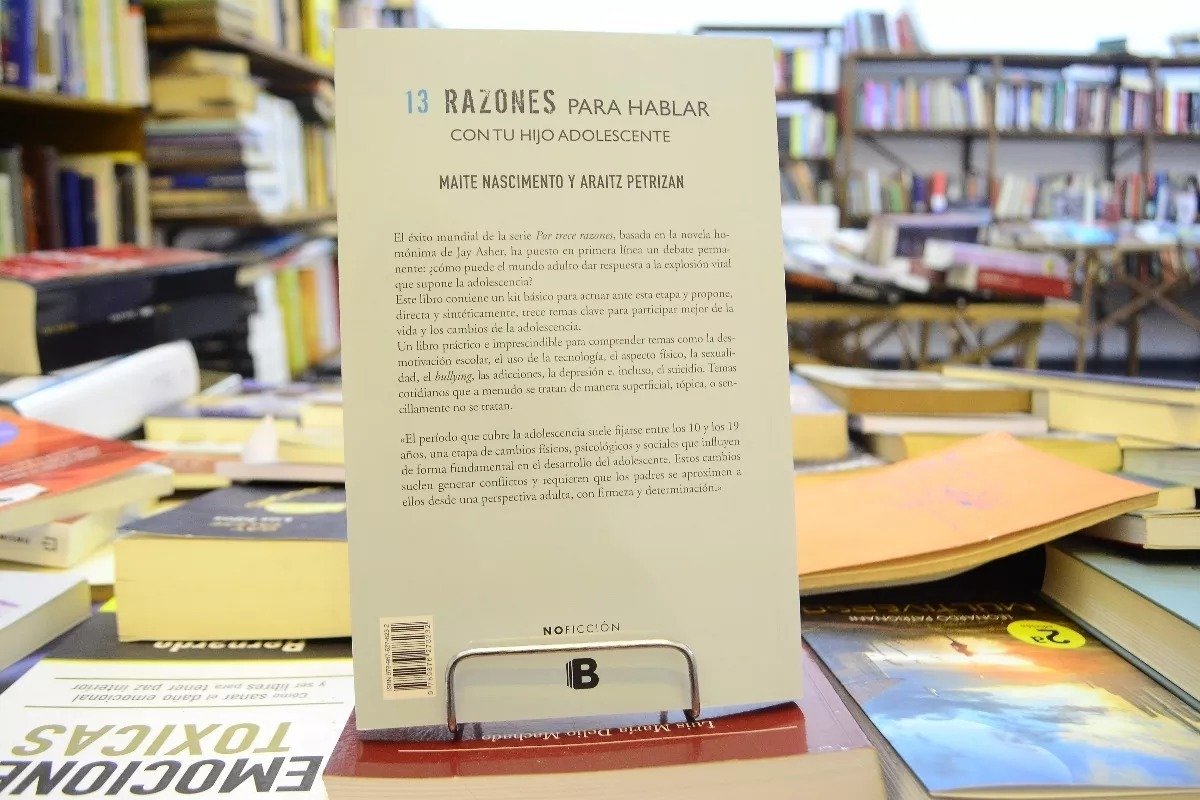 13 RAZONES PARA HABLAR
CON TU HIJO ADOLESCENTE
MAITE NASCIMENTO Y ARAITZ PETRIZAN
El éxito mundial de la serie Por trece razones, basada en la novela ho-
mónima de Jay Asher, ha puesto en primera línea un debate perma-
nente: ¿cómo puede el mundo adulto dar respuesta a la explosión vital
que supone la adolescencia?
Este libro contiene un kit básico para actuar ante esta etapa y propone,
directa y sintéticamente, trece temas clave para participar mejor de la
vida y los cambios de la adolescencia.
Un libro práctico e imprescindible para comprender temas como la des-
motivación escolar, el uso de la tecnología, el aspecto físico, la sexuali-
dad, el bullying, las adicciones, la depresión e, incluso, el suicidio. Temas
cotidianos que a menudo se tratan de manera superficial, tópica, o sen-
cillamente no se tratan.
«El período que cubre la adolescencia suele fijarse entre los 10 y los 19
años, una etapa de cambios físicos, psicológicos y sociales que influyen
de forma fundamental en el desarrollo del adolescente. Estos cambios
suelen generar conflictos y requieren que los padres se aproximen a
ellos desde una perspectiva adulta, con firmeza y determinación.»
NOFICCIÓN
B
Bernardo
Cómo sanar el daño emocional
y ser libres para tener paz interior
EMOCIONE
TOXICAS
2ª